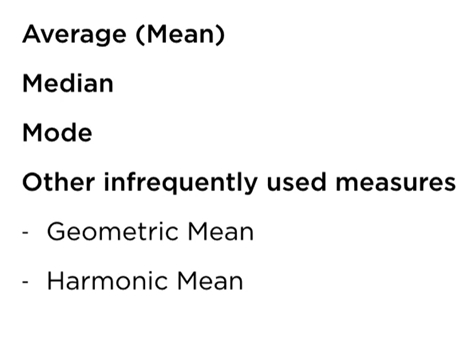 Average (Mean)
Median
Mode
Other infrequently used measures
- Geometric Mean
- Harmonic Mean